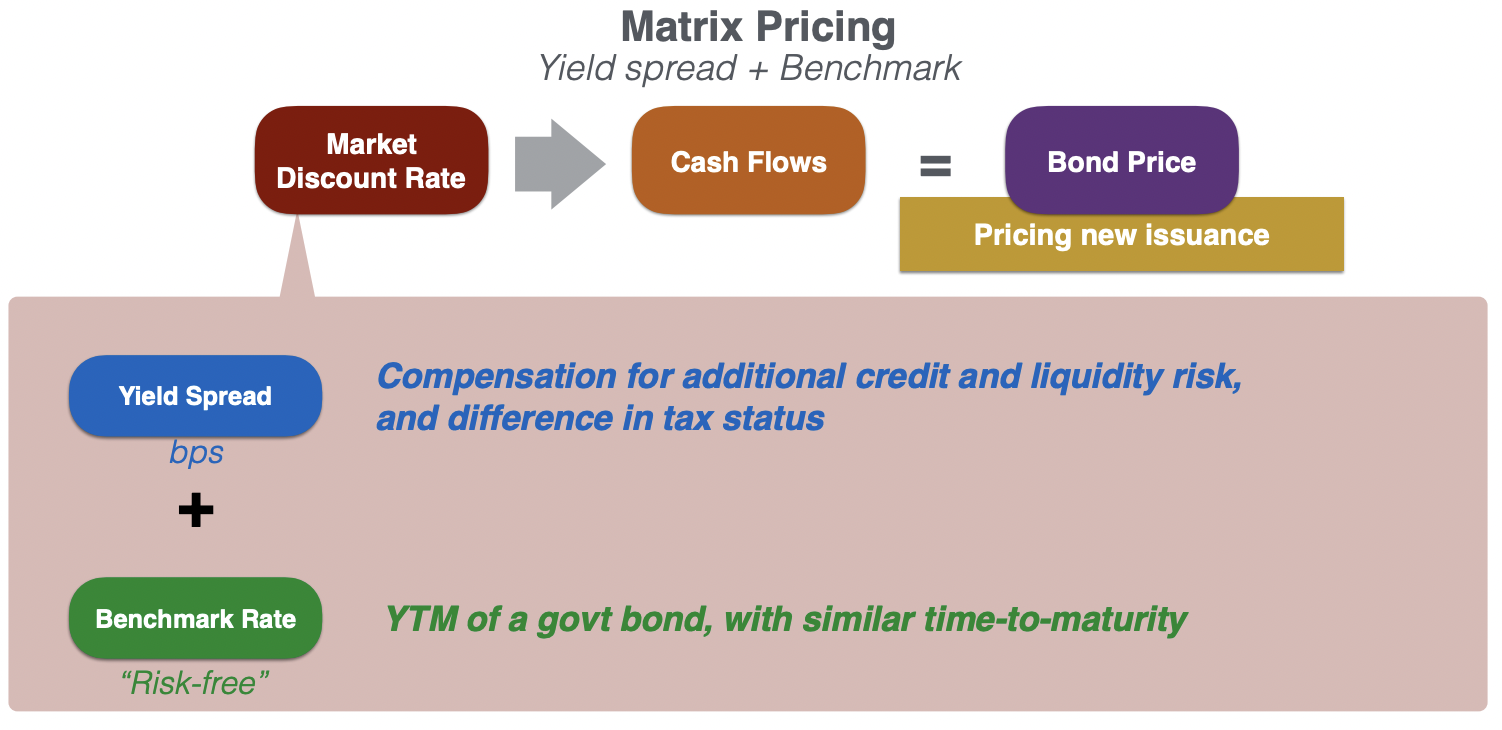 Matrix Pricing
Yield spread + Benchmark
Market
Discount Rate
Cash Flows
=
Bond Price
Pricing new issuance
Yield Spread
bps
Compensation for additional credit and liquidity risk,
and difference in tax status
+
Benchmark Rate
“Risk-free”
YTM of a govt bond, with similar time-to-maturity